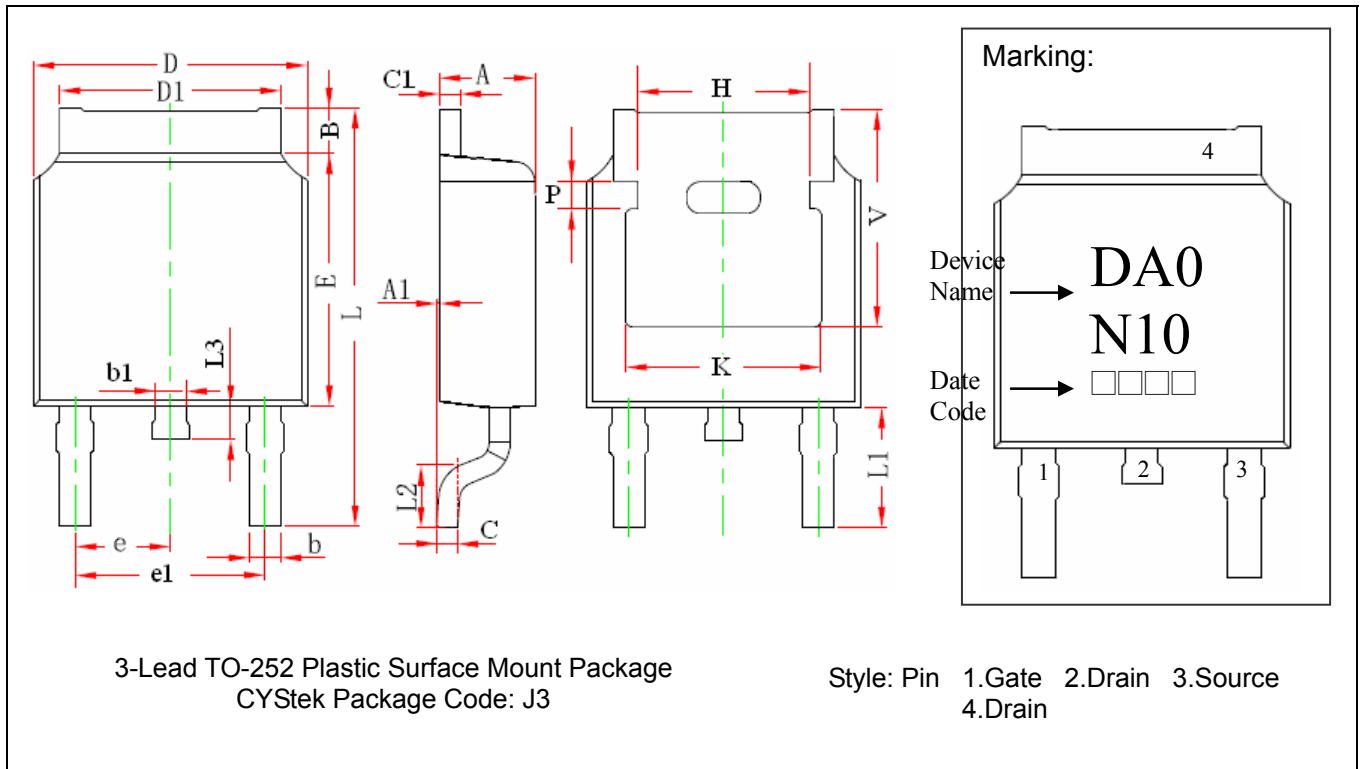 D
D1
B
E
L
L3
b1
e
e1
b
C1
A
A1
L2
C
H
P
V
K
L1
Marking:
4
Device
Name
DA0
N10
Date
Code
□□□□
1
2
3
3-Lead TO-252 Plastic Surface Mount Package
CYStek Package Code: J3
Style: Pin 1.Gate 2.Drain 3.Source
4.Drain